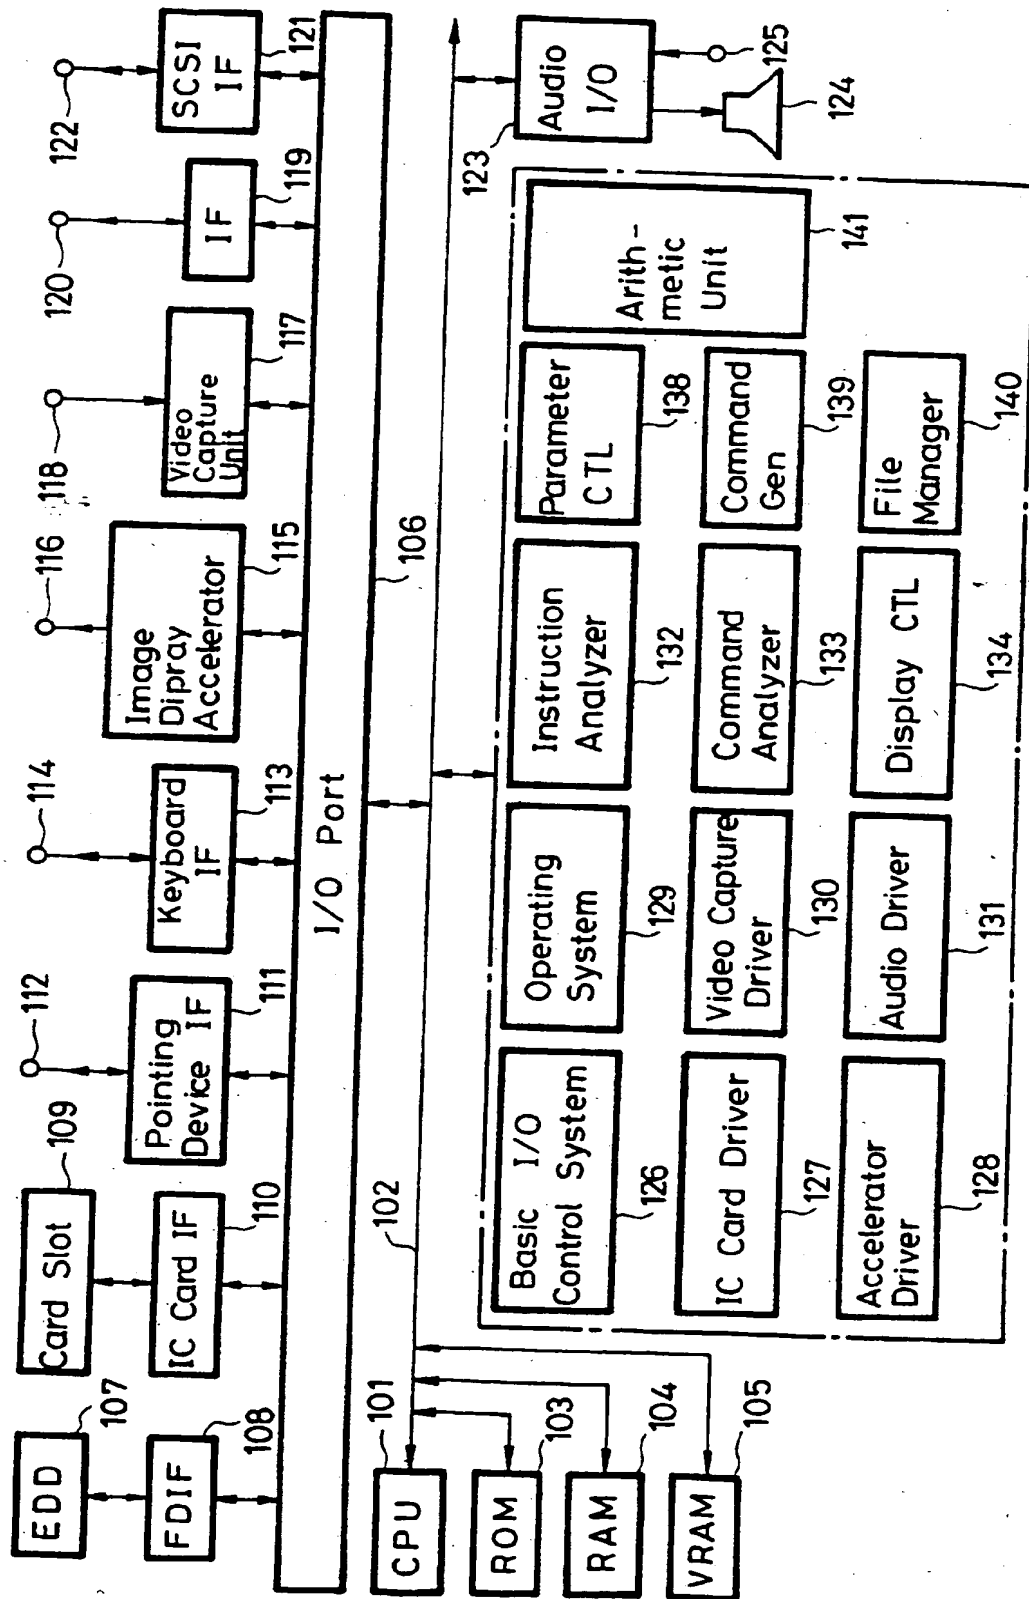 107
109
112
114
116
118
120
122
EDD
Card Slot
FDIF
108
IC Card IF
110
Pointing
Device IF
111
Keyboard
IF
113
Image
Dipray
Accelerator
115
Video
Capture
Unit
117
IF
119
SCSI
IF
121
I/O Port
106
101
102
CPU
ROM
103
RAM
104
VRAM
105
123
Audio
I/O
125
124
Basic I/O
Control System
126
Operating
System
129
Instruction
Analyzer
132
Parameter
CTL
138
Arith-
metic
Unit
141
IC Card Driver
127
Video Capture
Driver
130
Command
Analyzer
133
Command
Gen
139
Accelerator
Driver
128
Audio Driver
131
Display CTL
134
File
Manager
140